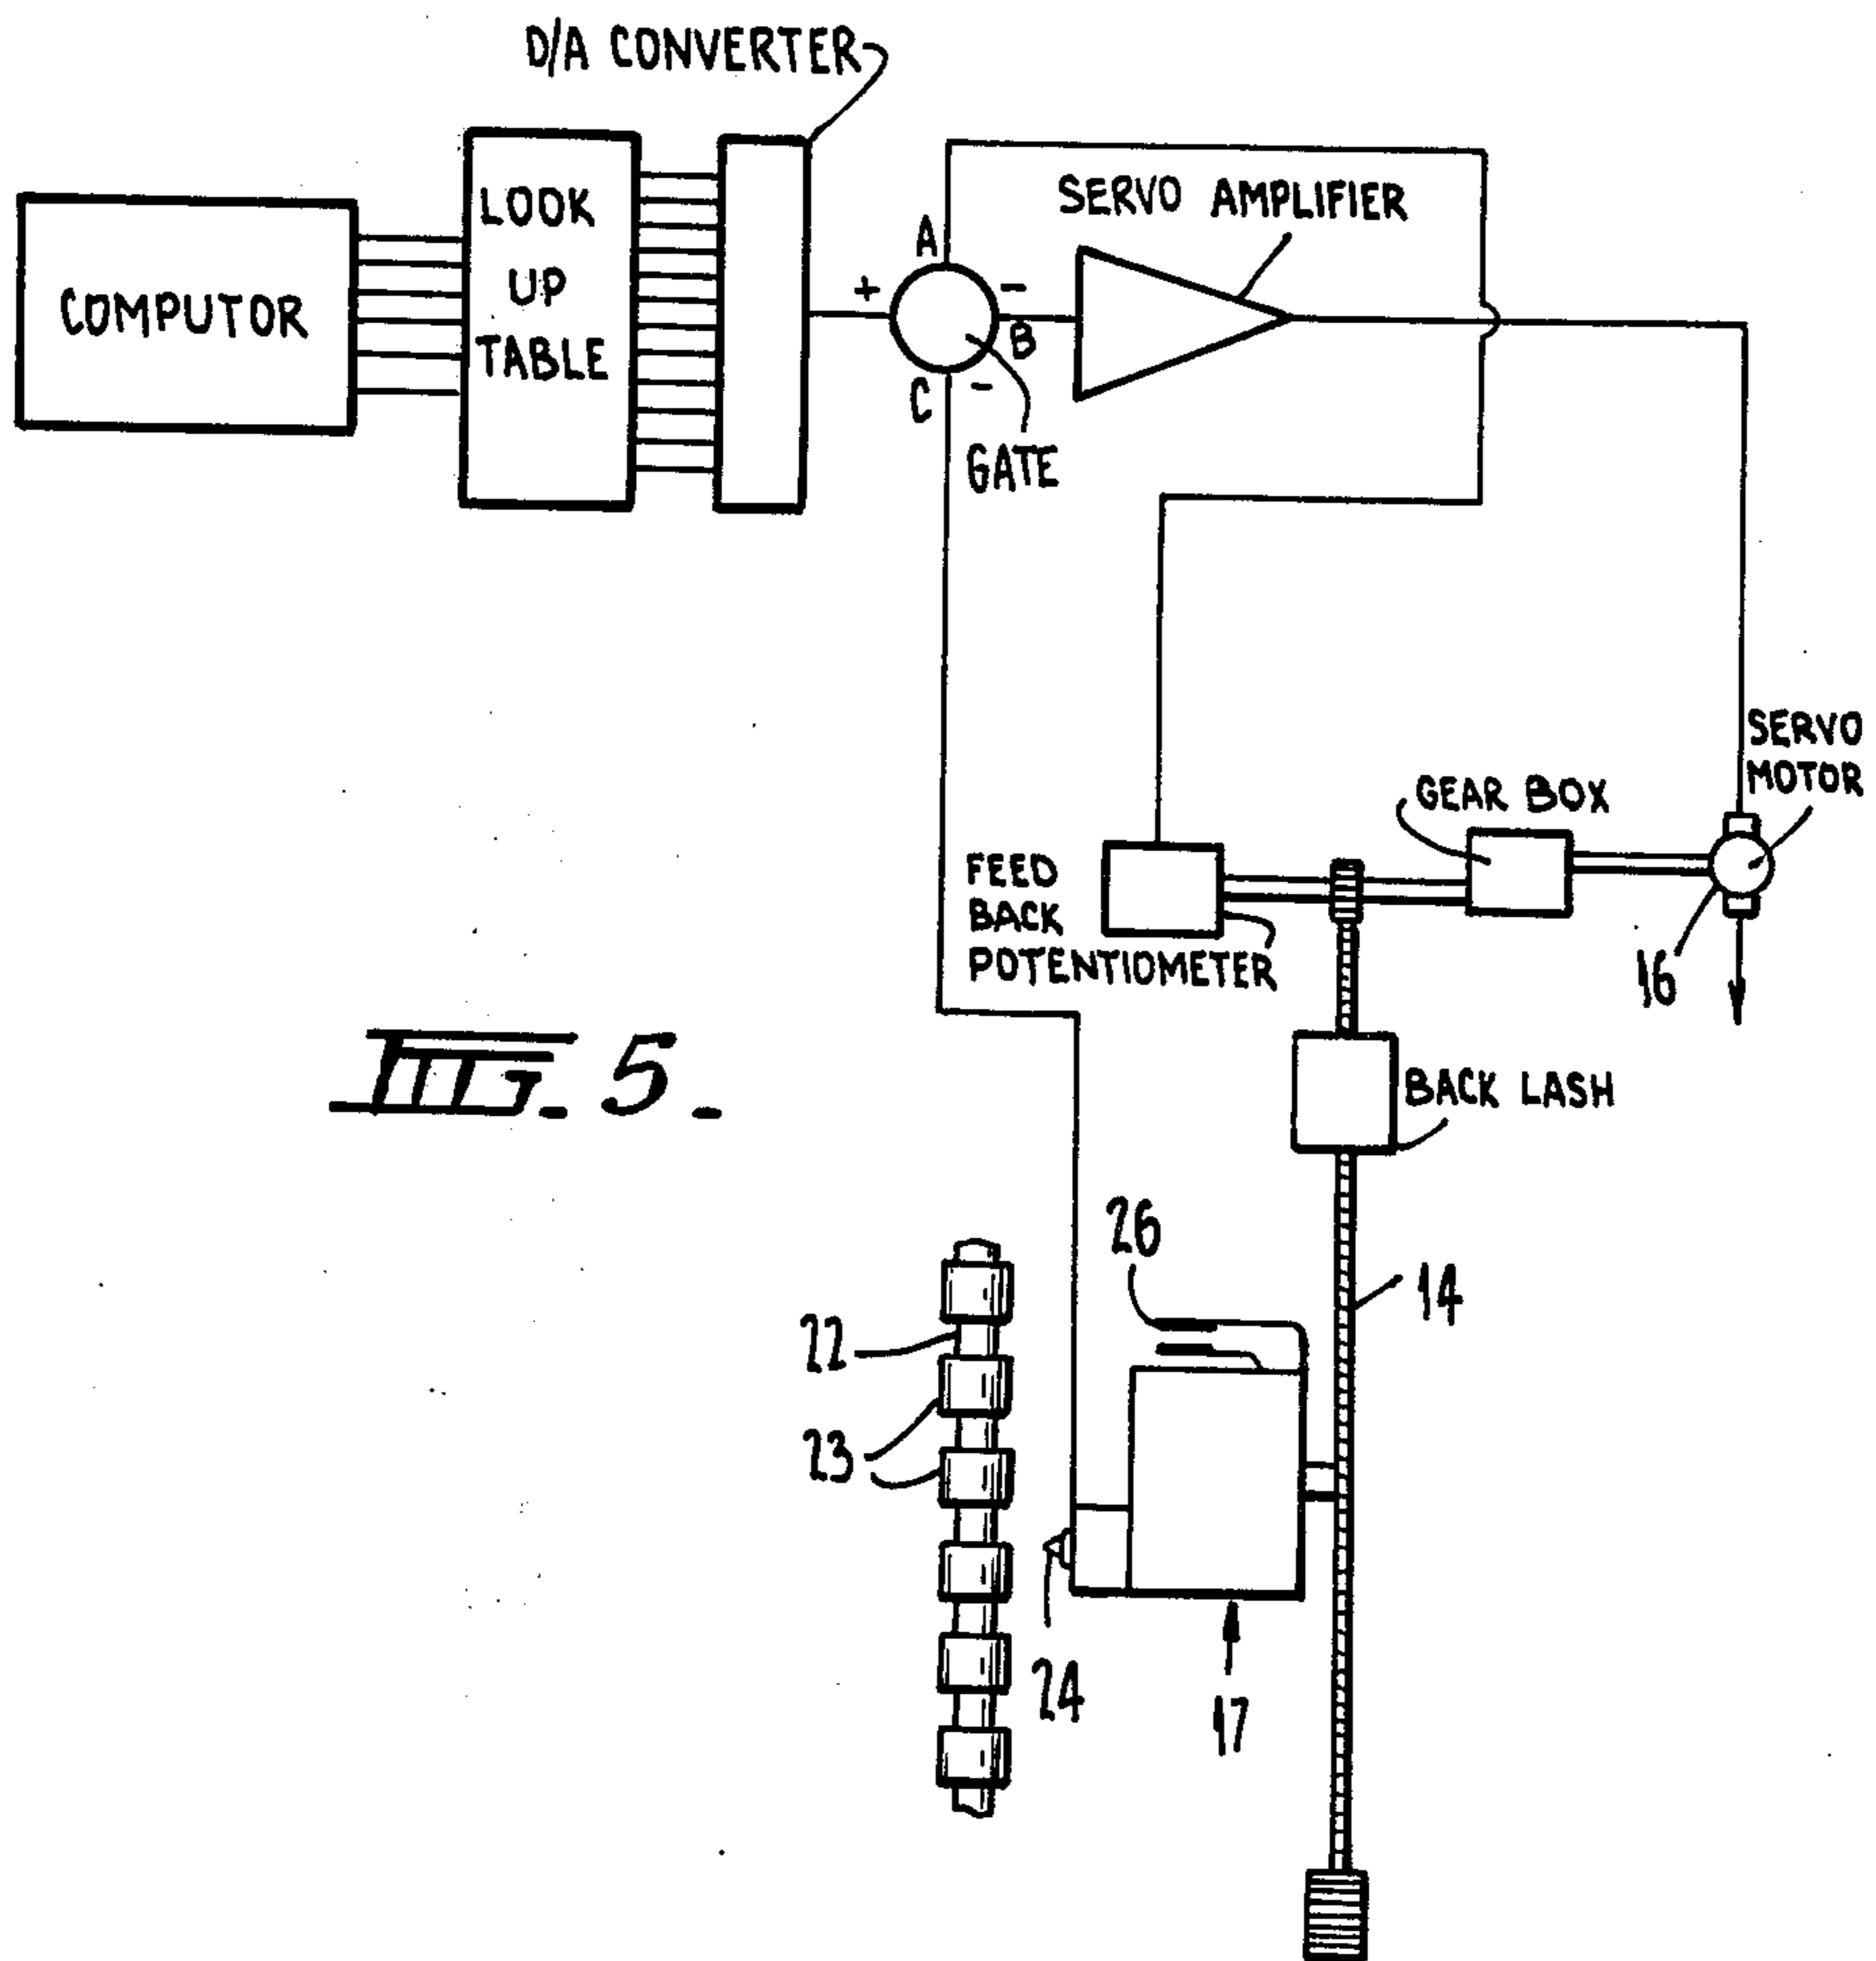 D/A CONVERTER
COMPUTOR
LOOK
UP
TABLE
A
+
-
B
C
-
GATE
SERVO AMPLIFIER
SERVO
MOTOR
GEAR BOX
16
FEED
BACK
POTENTIOMETER
BACK LASH
FIG. 5.
26
14
22
23
24
17